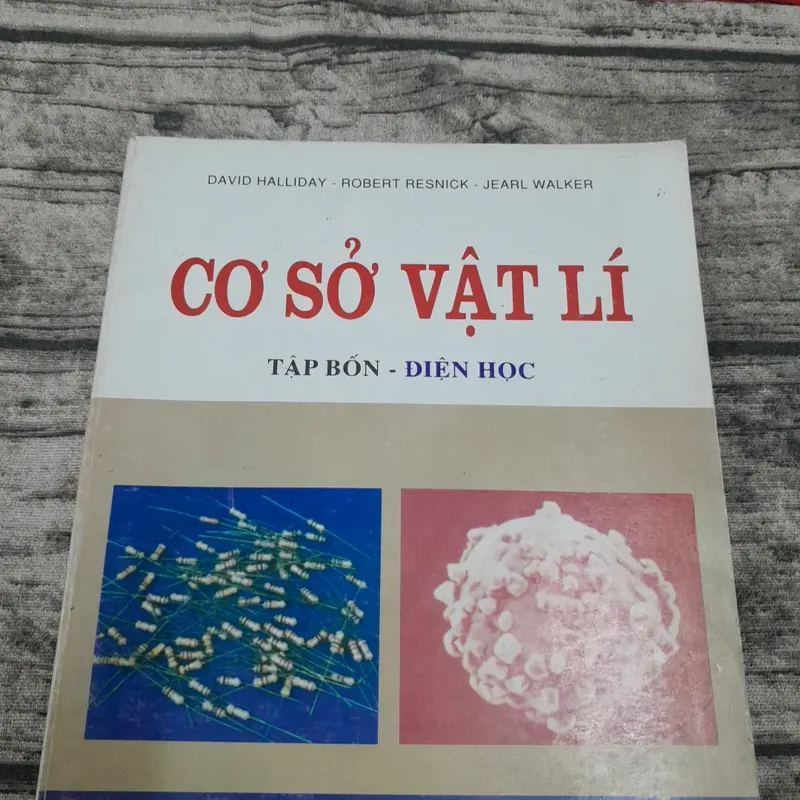 DAVID HALLIDAY - ROBERT RESNICK - JEARL WALKER
CƠ SỞ VẬT LÍ
TẬP BỐN - ĐIỆN HỌC